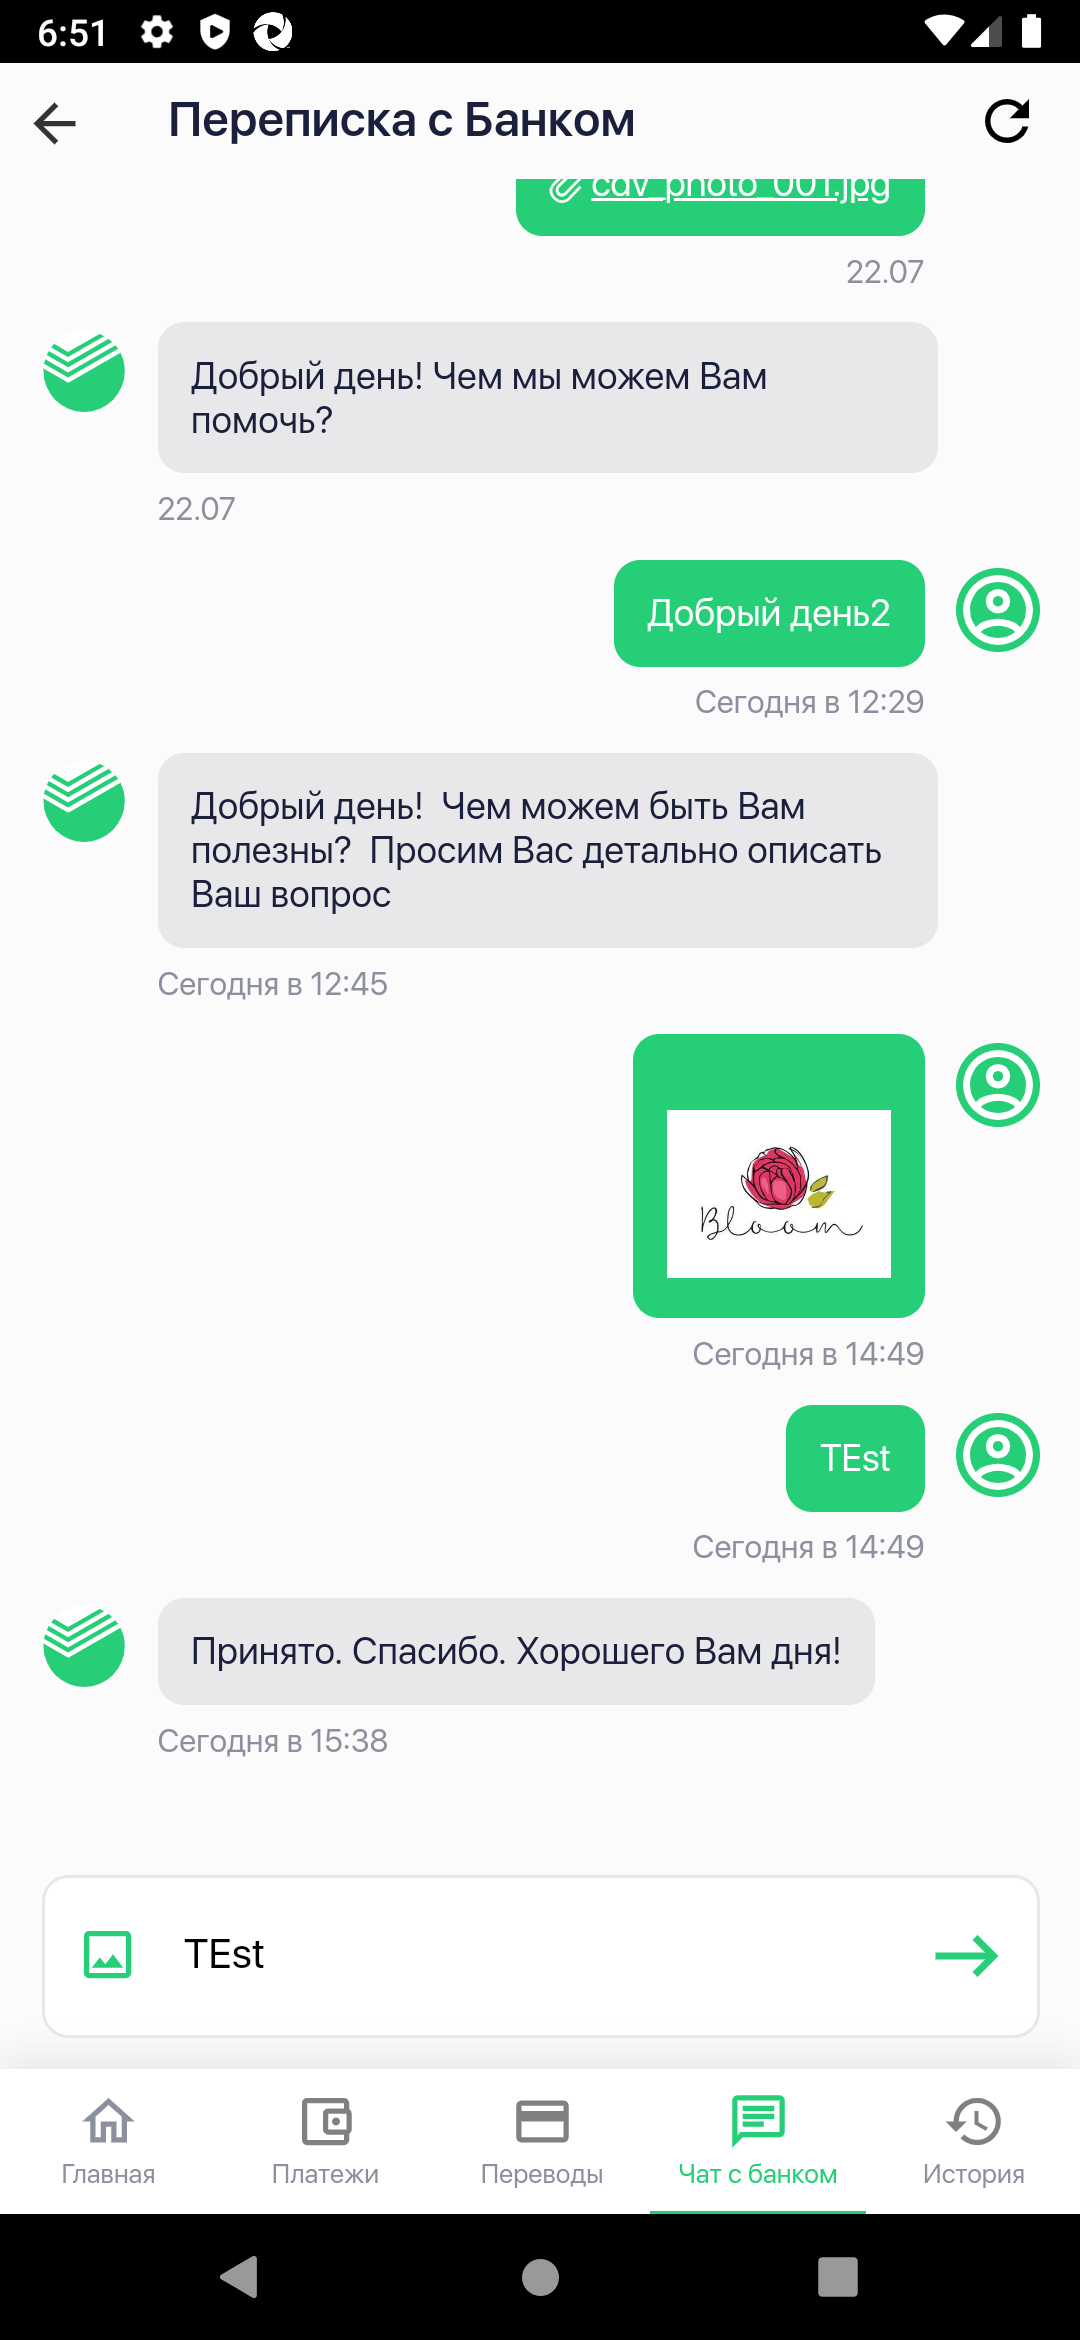 6:51
Переписка с Банком
cdv_photo_001.jpg
22.07
Добрый день! Чем мы можем Вам
помочь?
22.07
Добрый день2
Сегодня в 12:29
Добрый день!  Чем можем быть Вам
полезны?  Просим Вас детально описать
Ваш вопрос
Сегодня в 12:45
Bloom
Сегодня в 14:49
TEst
Сегодня в 14:49
Принято. Спасибо. Хорошего Вам дня!
Сегодня в 15:38
TEst
Главная
Платежи
Переводы
Чат с банком
История